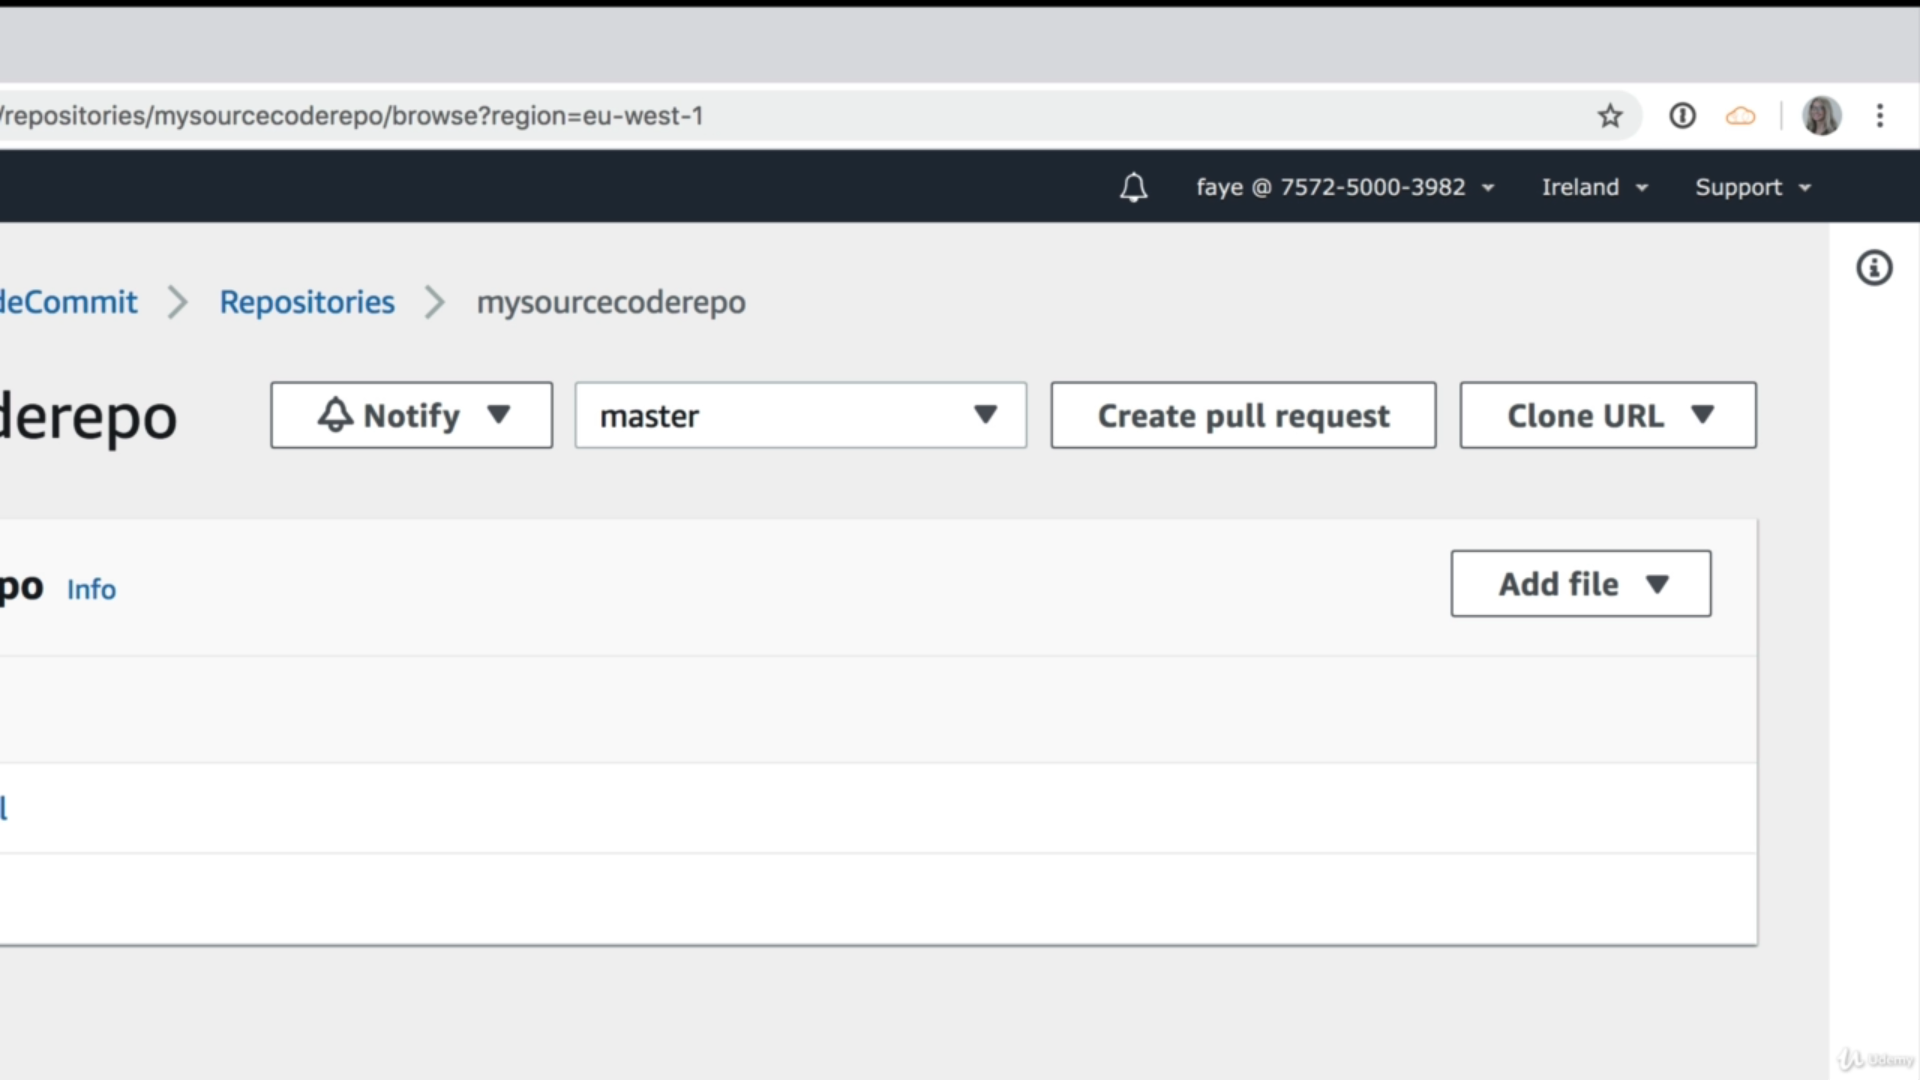 /repositories/mysourcecoderepo/browse?region=eu-west-1
faye @ 7572-5000-3982 Ireland Support
deCommit Repositories mysourcecoderepo
derepo Notify master Create pull request Clone URL
po Info Add file
l
Udemy